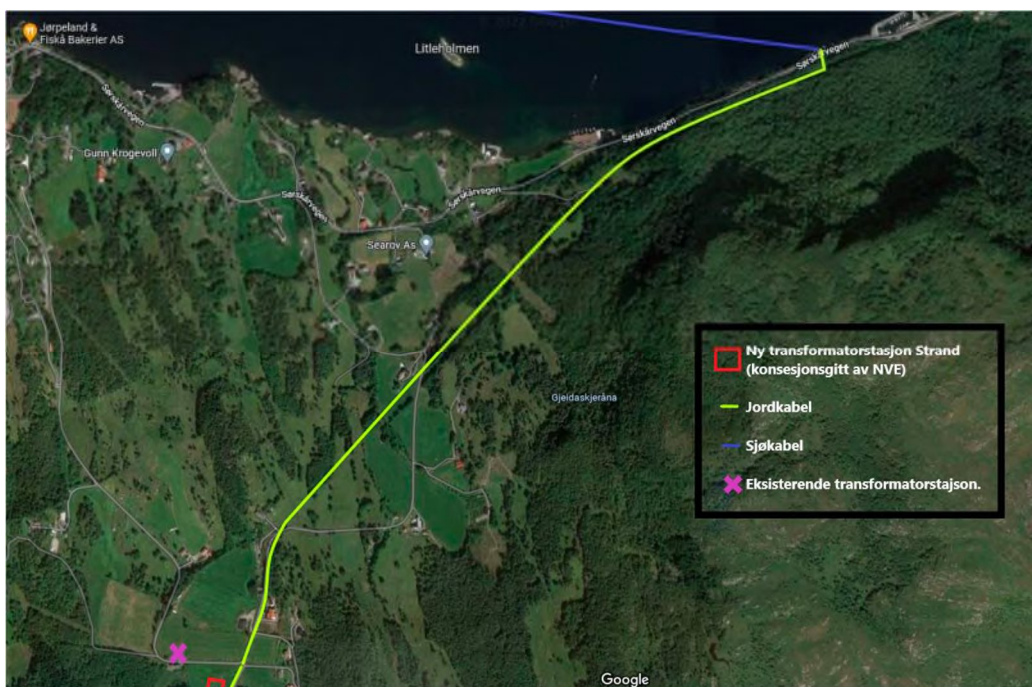 Jørpeland &
Fiskå Bakerier AS
Litleholmen
Sørskårvegen
Sørskårvegen
Sørskårvegen
Gunn Krogevoll
Sørskårvegen
Sørskårvegen
Searov As
Gjeidaskjeråna
Ny transformatorstasjon Strand
(konsesjonsgitt av NVE)
Jordkabel
Sjøkabel
Eksisterende transformatorstajson.
Google